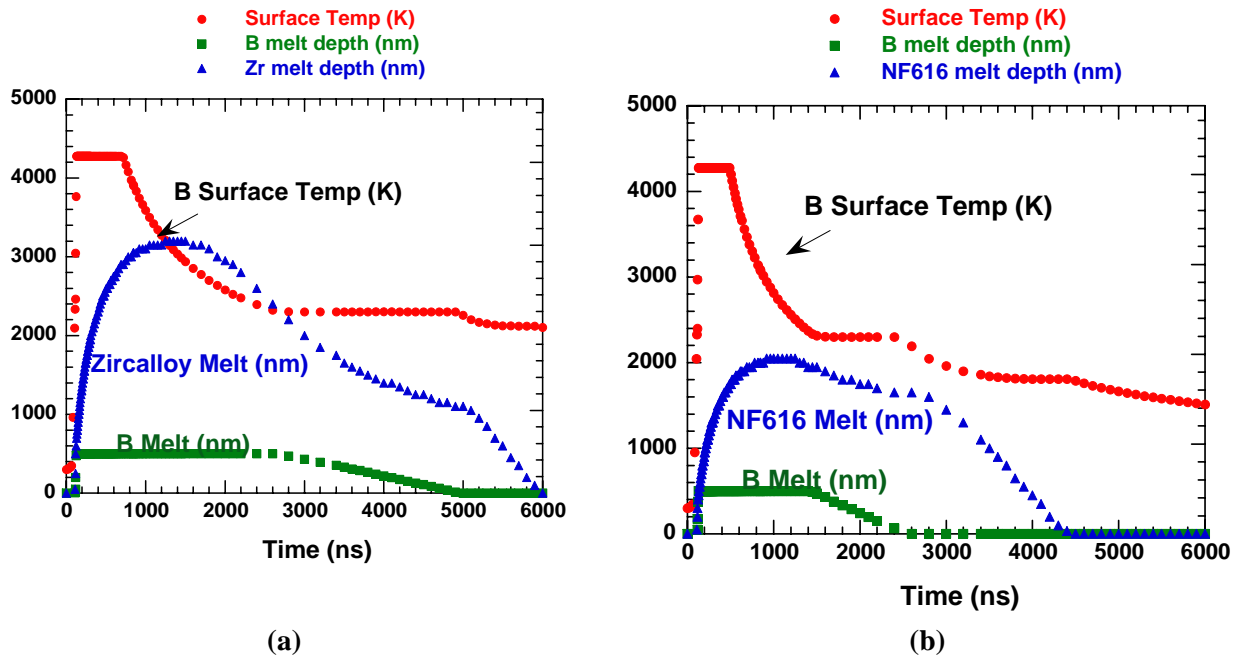 Surface Temp (K)
B melt depth (nm)
Zr melt depth (nm)
5000
4000
3000
2000
1000
0
B Surface Temp (K)
Zircalloy Melt (nm)
B Melt (nm)
0 1000 2000 3000 4000 5000 6000
Time (ns)
(a)
Surface Temp (K)
B melt depth (nm)
NF616 melt depth (nm)
5000
4000
3000
2000
1000
0
B Surface Temp (K)
NF616 Melt (nm)
B Melt (nm)
0 1000 2000 3000 4000 5000 6000
Time (ns)
(b)